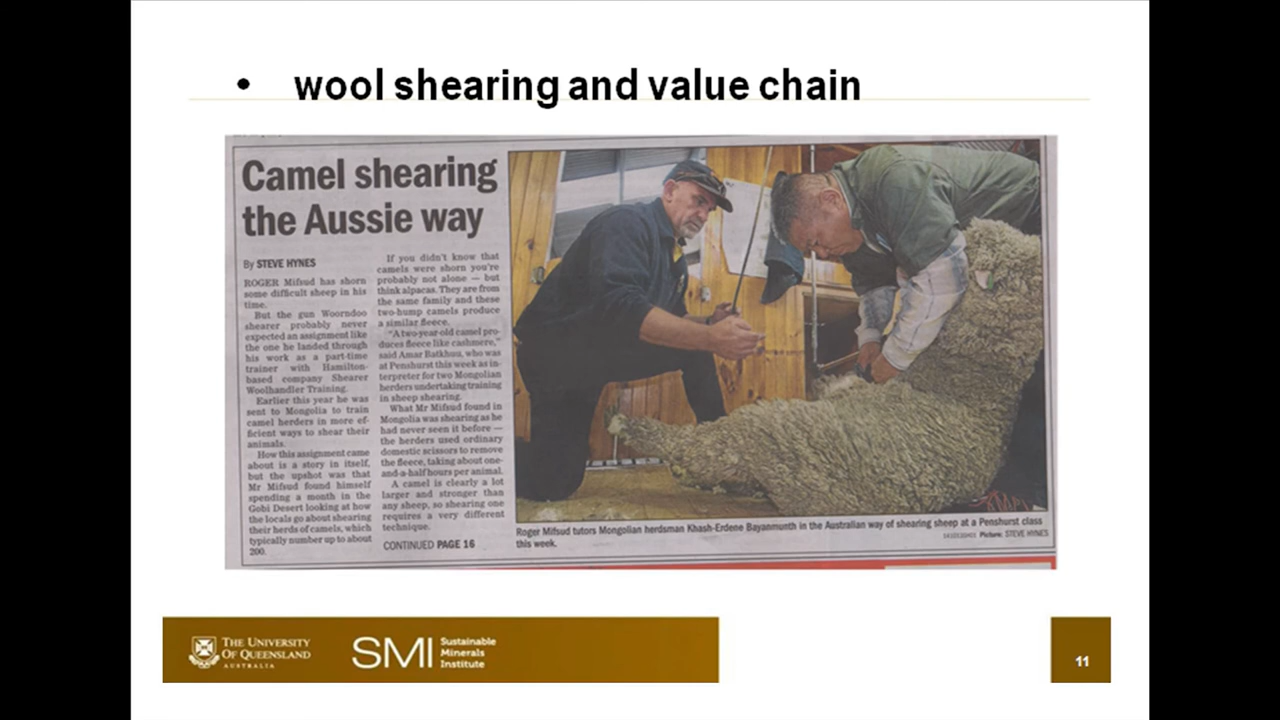 • wool shearing and value chain
Camel shearing
the Aussie way
By STEVE HYNES
ROGER Mifsud has shorn
some difficult sheep in his
time.
But the gun Woorndoo
shearer probably never
expected an assignment like
the one he landed through
his work as a part-time
trainer with Hamilton-
based company Shearer
Woolhandler Training.
Earlier this year he was
sent to Mongolia to train
camel herders in more ef-
ficient ways to shear their
animals.
How this assignment came
about is a story in itself,
but the upshot was that
Mr Mifsud found himself
spending a month in the
Gobi Desert looking at how
the locals go about shearing
their herds of camels, which
typically number up to about
200.
If you didn't know that
camels were shorn you're
probably not alone — but
think alpacas. They are from
the same family and these
two-hump camels produce
a similar fleece.
"A two-year-old camel pro-
duces fleece like cashmere,"
said Amar Batkhuu, who was
at Penshurst this week as in-
terpreter for two Mongolian
herders undertaking training
in sheep shearing.
What Mr Mifsud found in
Mongolia was shearing as he
had never seen it before —
the herders used ordinary
domestic scissors to remove
the fleece, taking about one-
and-a-half hours per animal.
A camel is clearly a lot
larger and stronger than
any sheep, so shearing one
requires a very different
technique.
CONTINUED PAGE 16
Roger Mifsud tutors Mongolian herdsman Khash-Erdene Bayanmunth in the Australian way of shearing sheep at a Penshurst class
this week.
Picture: STEVE HYNES
THE UNIVERSITY
OF QUEENSLAND
AUSTRALIA
SMI Sustainable
Minerals
Institute
11